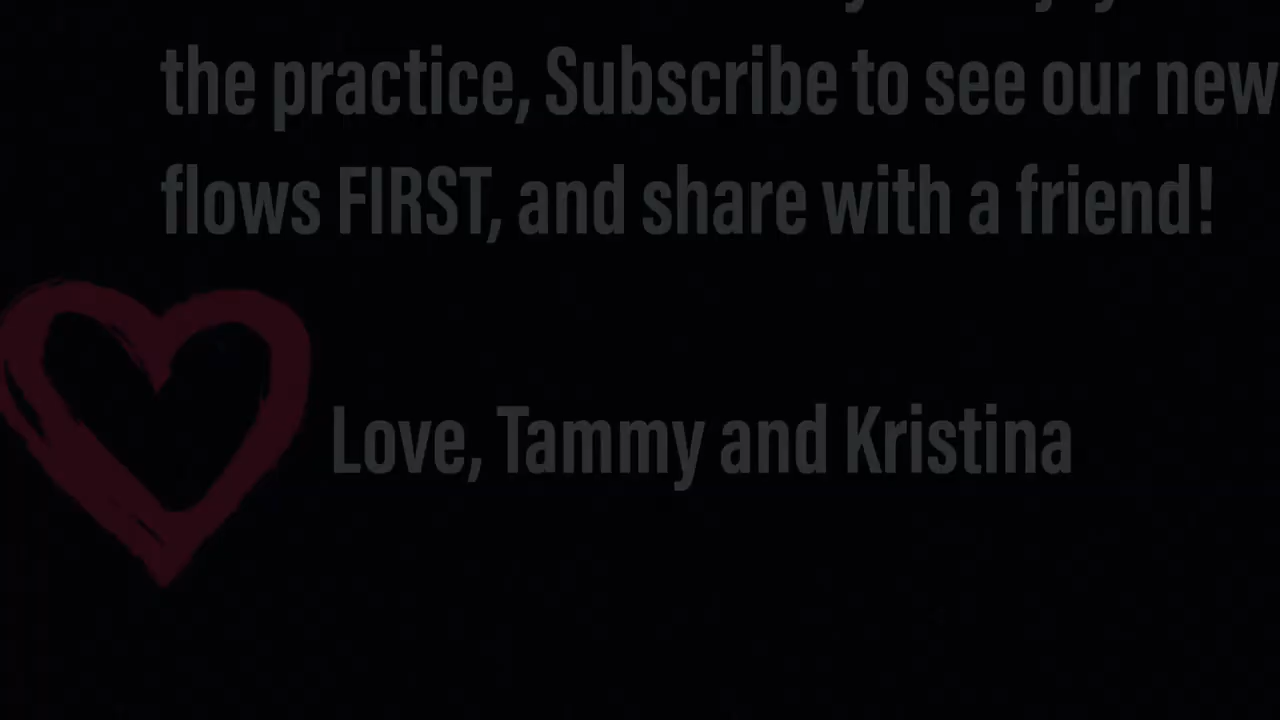 the practice, Subscribe to see our new
flows FIRST, and share with a friend!
Love, Tammy and Kristina